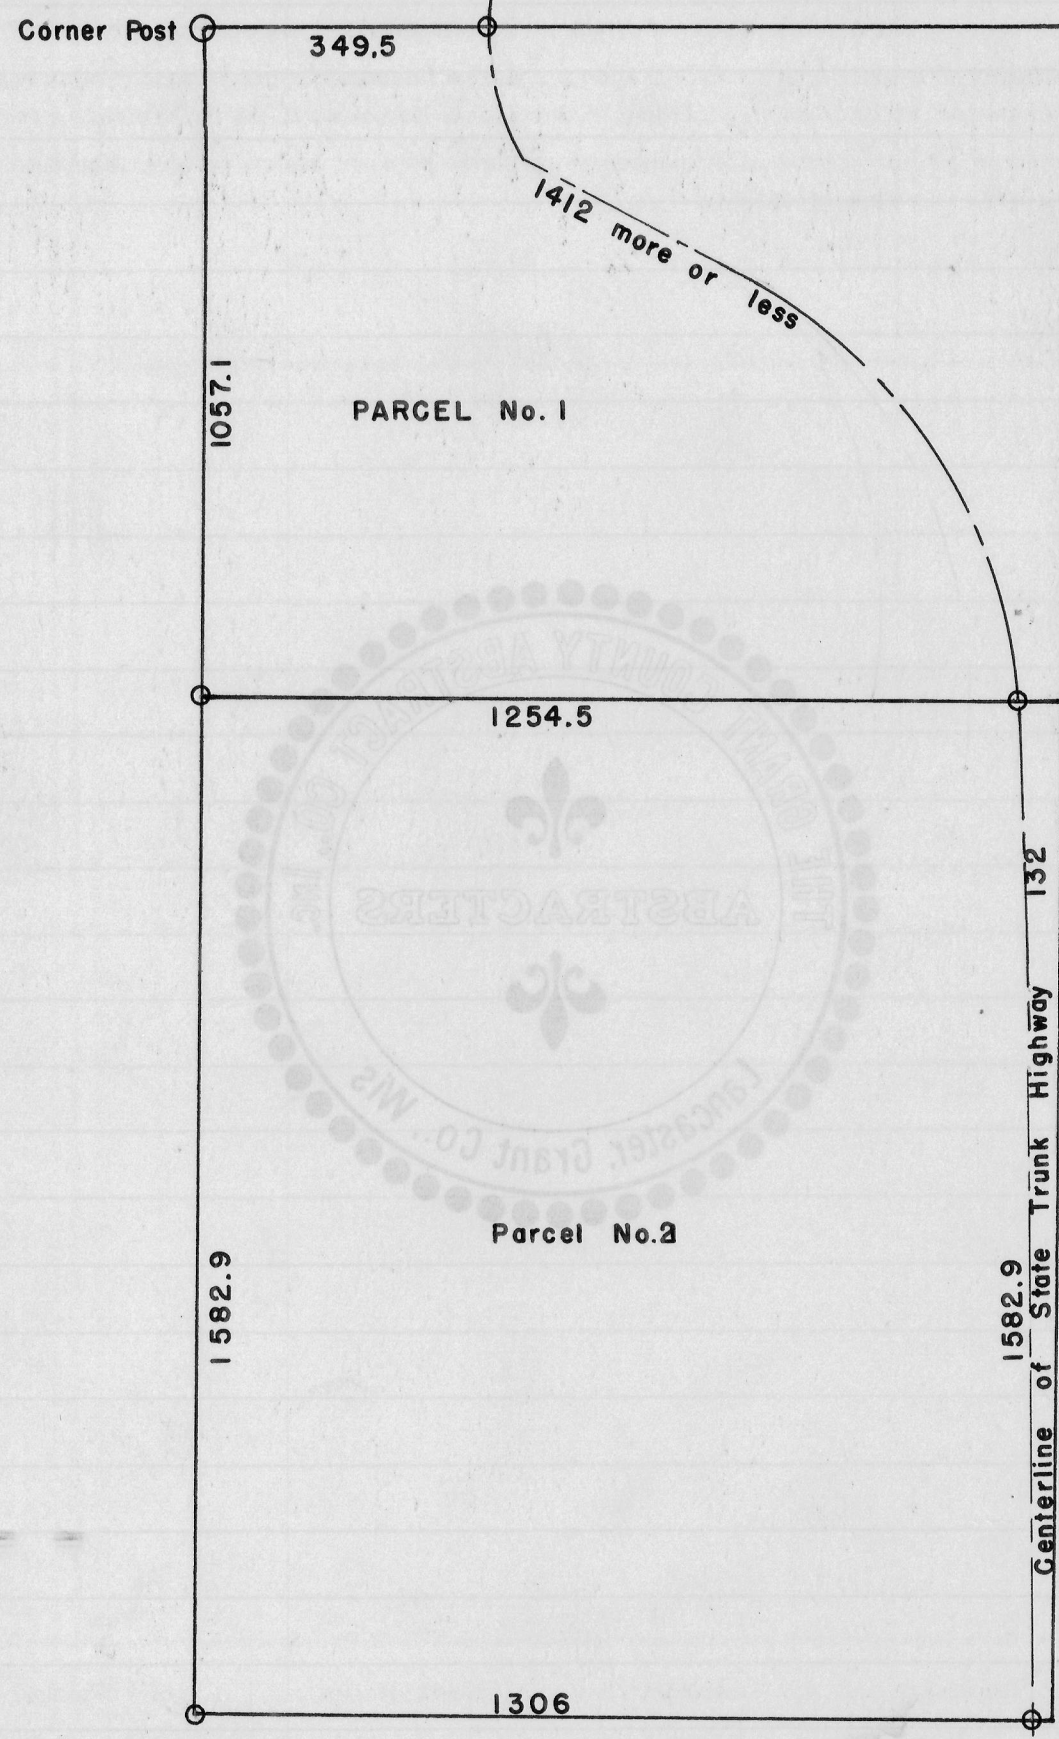 Corner Post
349.5
1412 more or less
1057.1
PARCEL No. 1
1254.5
THE GRANT COUNTY ABSTRACT CO., Inc.
ABSTRACTERS
Lancaster, Grant Co., Wis
Centerline of State Trunk Highway 132
Parcel No.2
1582.9
1582.9
1306